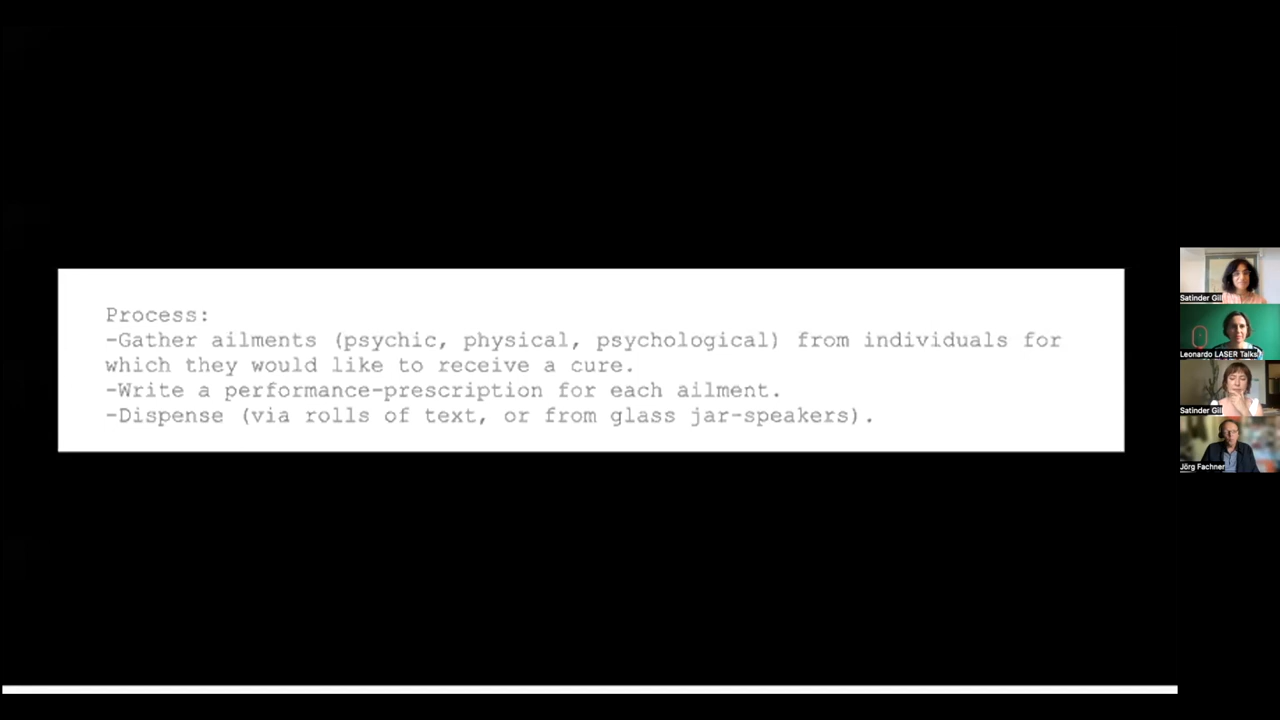 Process:
-Gather ailments (psychic, physical, psychological) from individuals for
which they would like to receive a cure.
-Write a performance-prescription for each ailment.
-Dispense (via rolls of text, or from glass jar-speakers).
Satinder Gill
Leonardo LASER Talks
Satinder Gill
Jörg Fachner